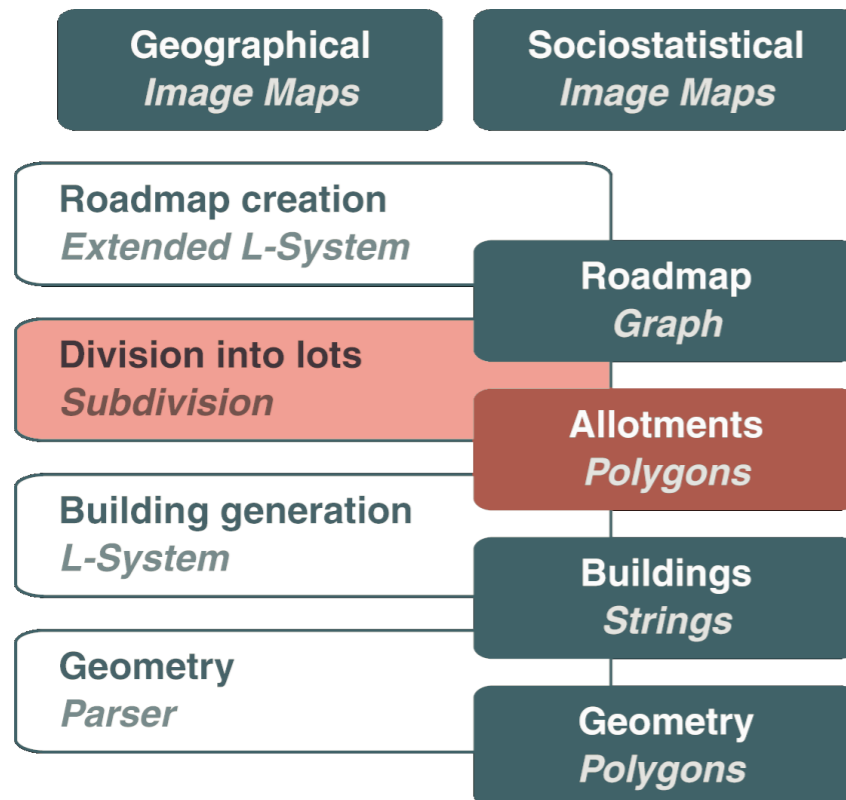 Geographical
Image Maps
Sociostatistical
Image Maps
Roadmap creation
Extended L-System
Roadmap
Graph
Division into lots
Subdivision
Allotments
Polygons
Building generation
L-System
Buildings
Strings
Geometry
Parser
Geometry
Polygons